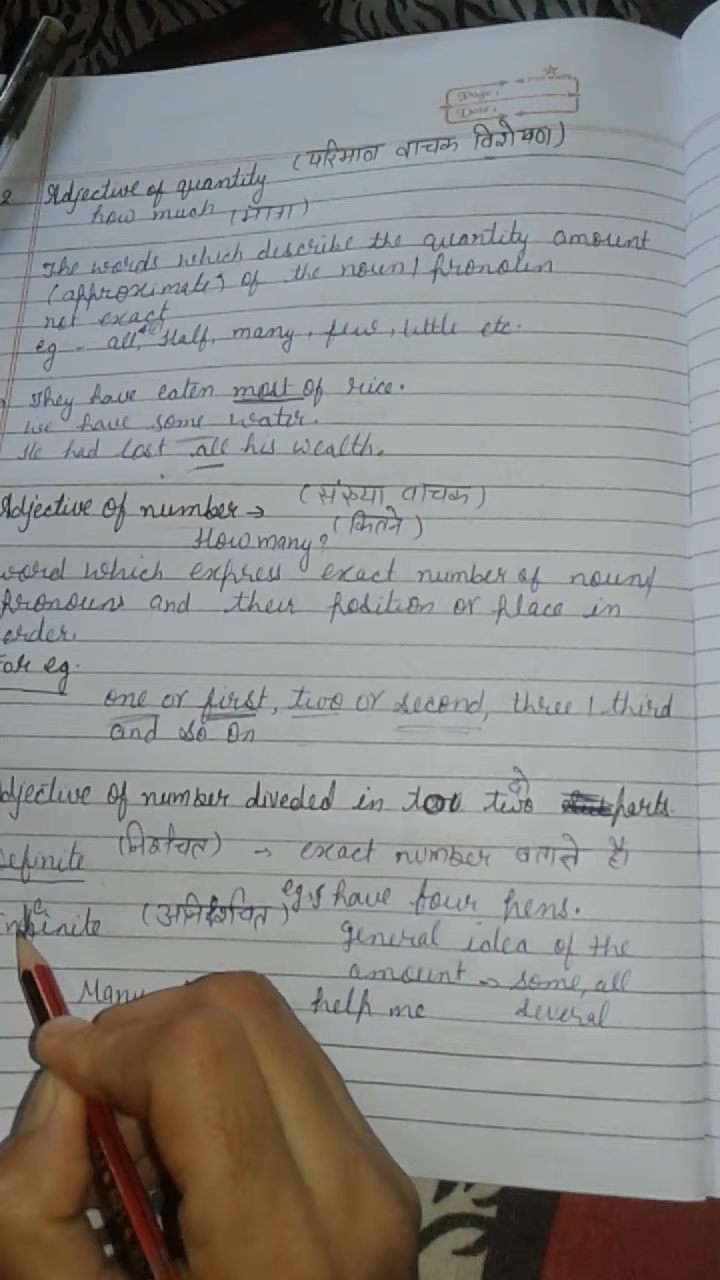 Page:
Date:
2. Adjective of quantity (परिमाण वाचक विशेषण)
how much (मात्रा)
The words which describe the quantity amount
(approximate) of the noun/pronoun
not exact
eg - all, Half, many, few, little etc.
They have eaten most of rice.
we have some water.
He had lost all his wealth.
Adjective of number → (संख्या वाचक)
How many? (कितने)
word which express exact number of noun/
pronouns and their position or place in
order.
For eg.
one or first, two or second, three / third
and so on
djective of number diveded in two दो parts.
Definite (निश्चित) → exact number बताते है।
eg. I have four pens.
Indefinite (अनिश्चित) general idea of the
amount → some, all
Many help me several